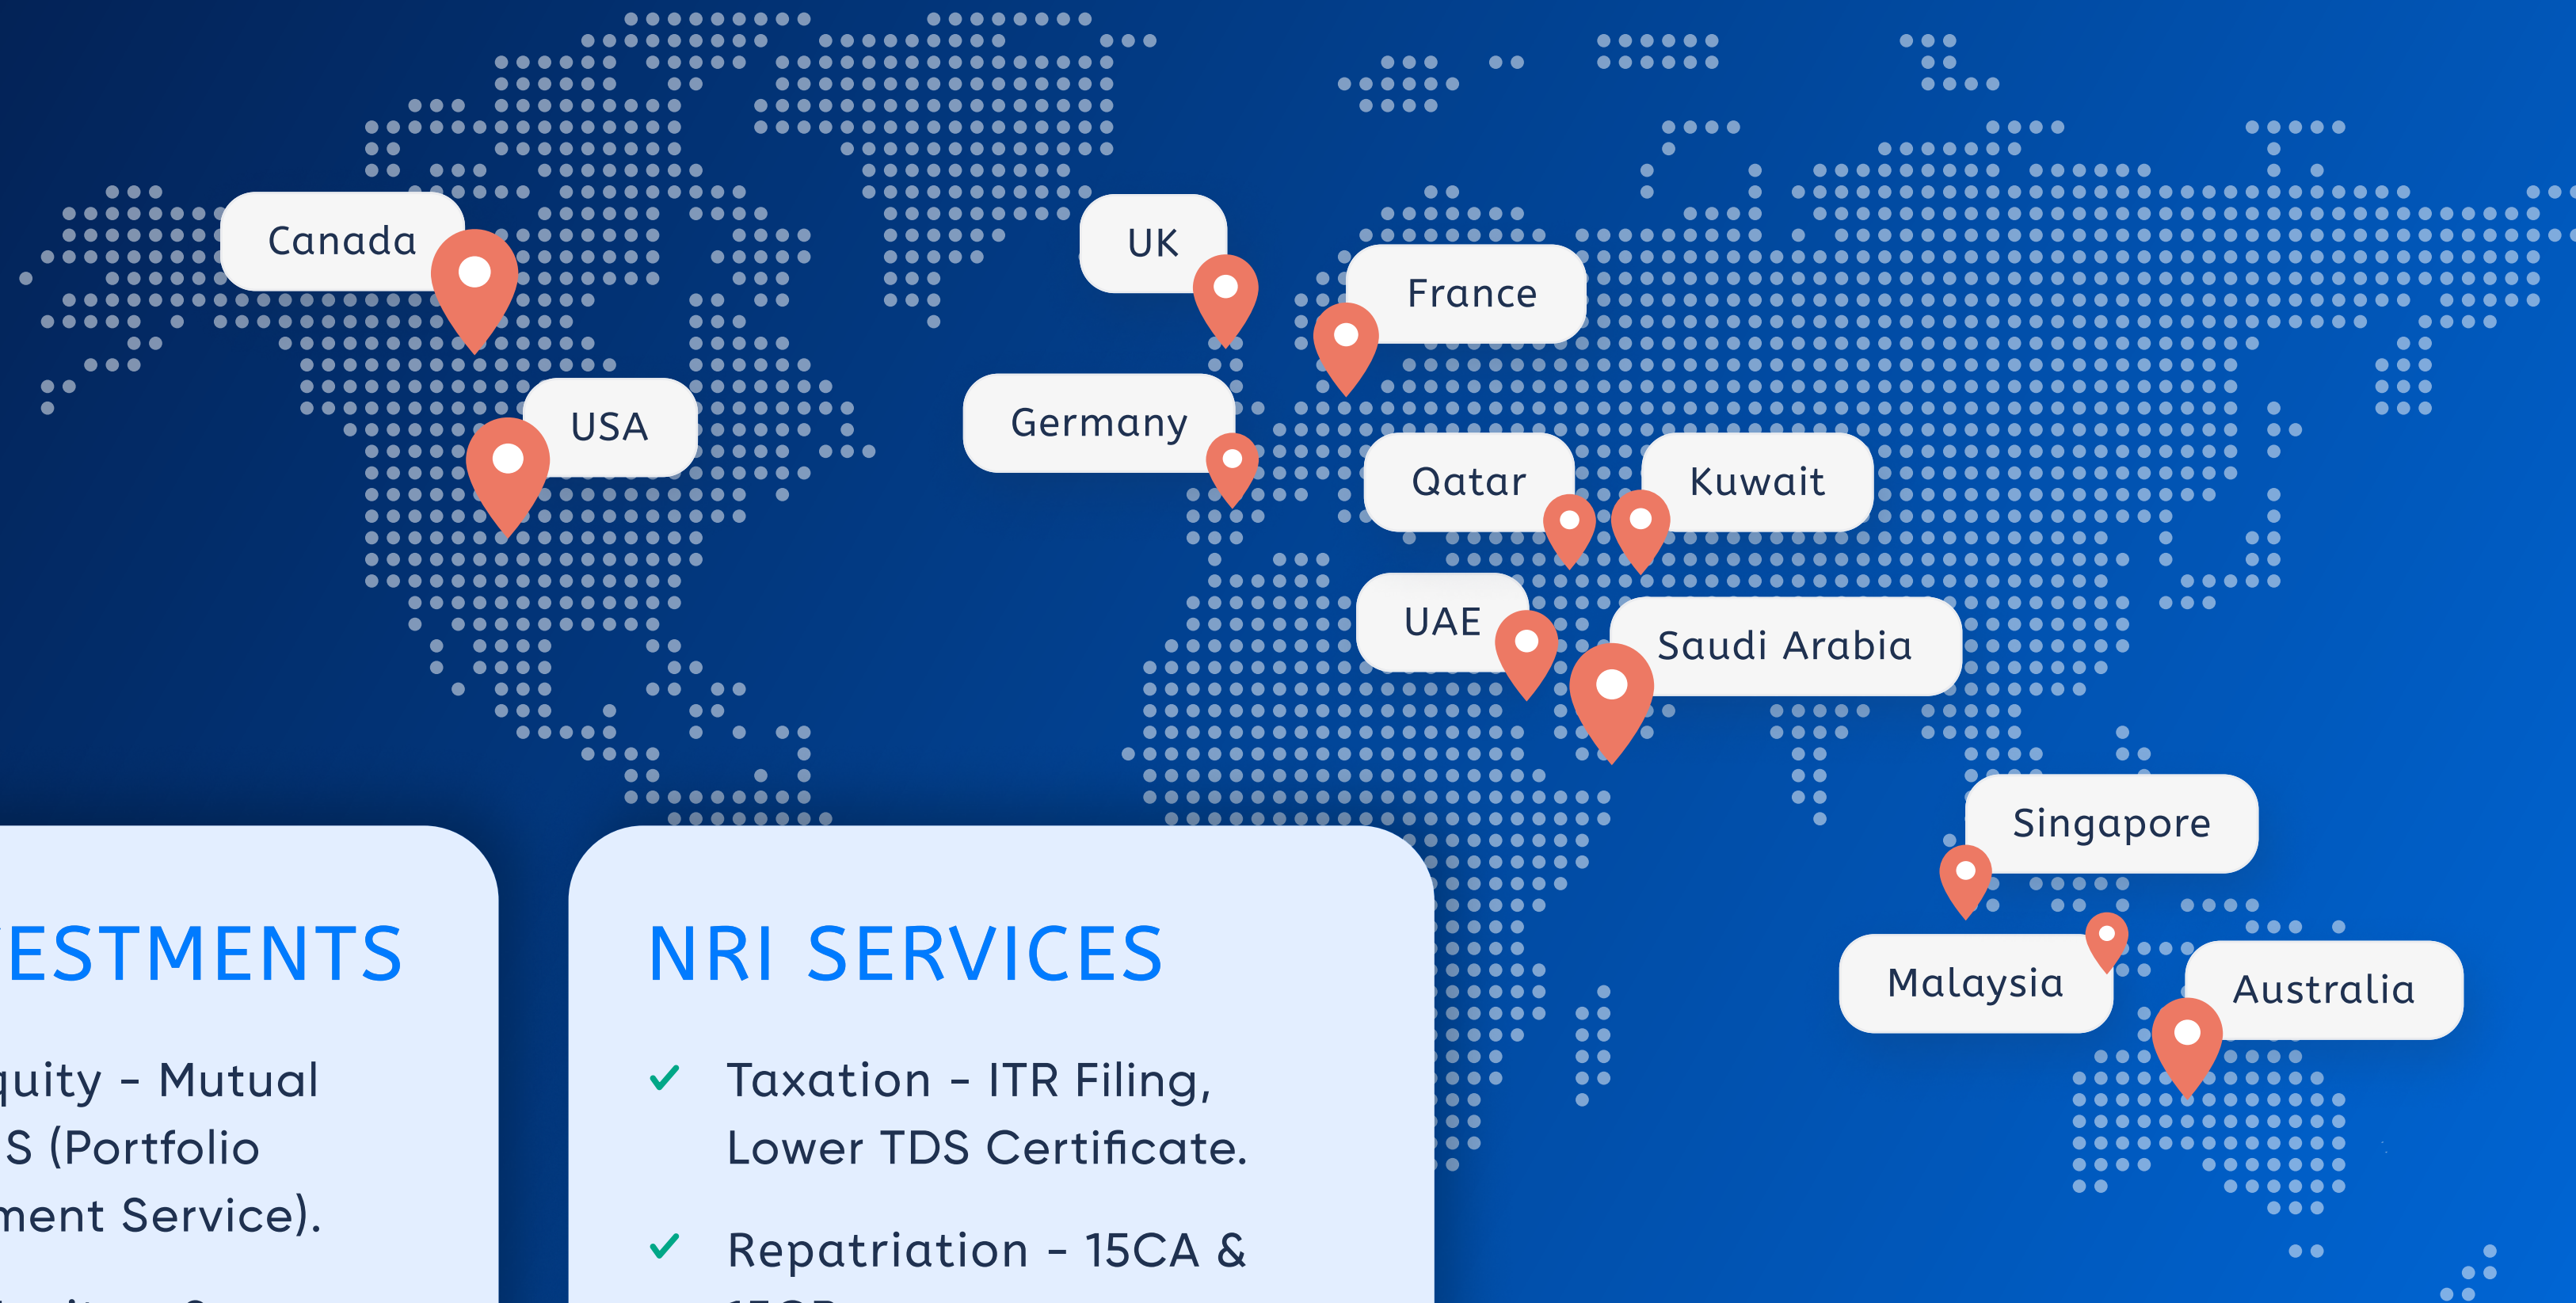 Canada
UK
France
USA
Germany
Qatar
Kuwait
UAE
Saudi Arabia
Singapore
Malaysia
Australia
ESTMENTS
quity - Mutual
S (Portfolio
ment Service).
NRI SERVICES
Taxation - ITR Filing,
Lower TDS Certificate.
Repatriation - 15CA &